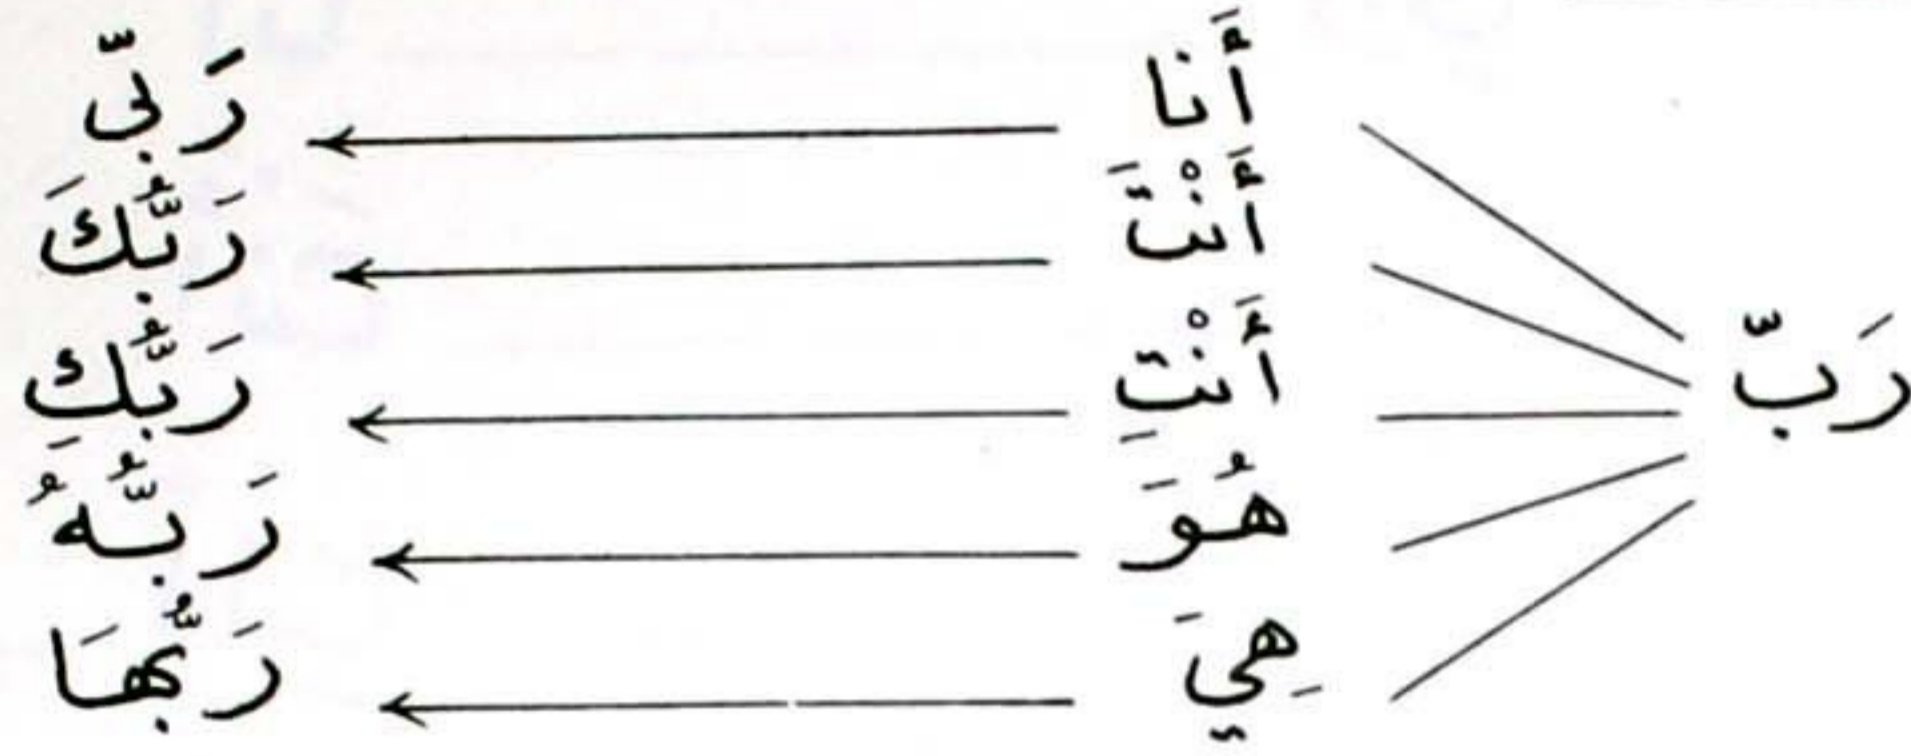 أَنا رَبّي
أَنْتَ رَبُّكَ
رَبّ
أَنْتِ رَبُّكِ
هُوَ رَبُّهُ
هِيَ رَبُّهَا